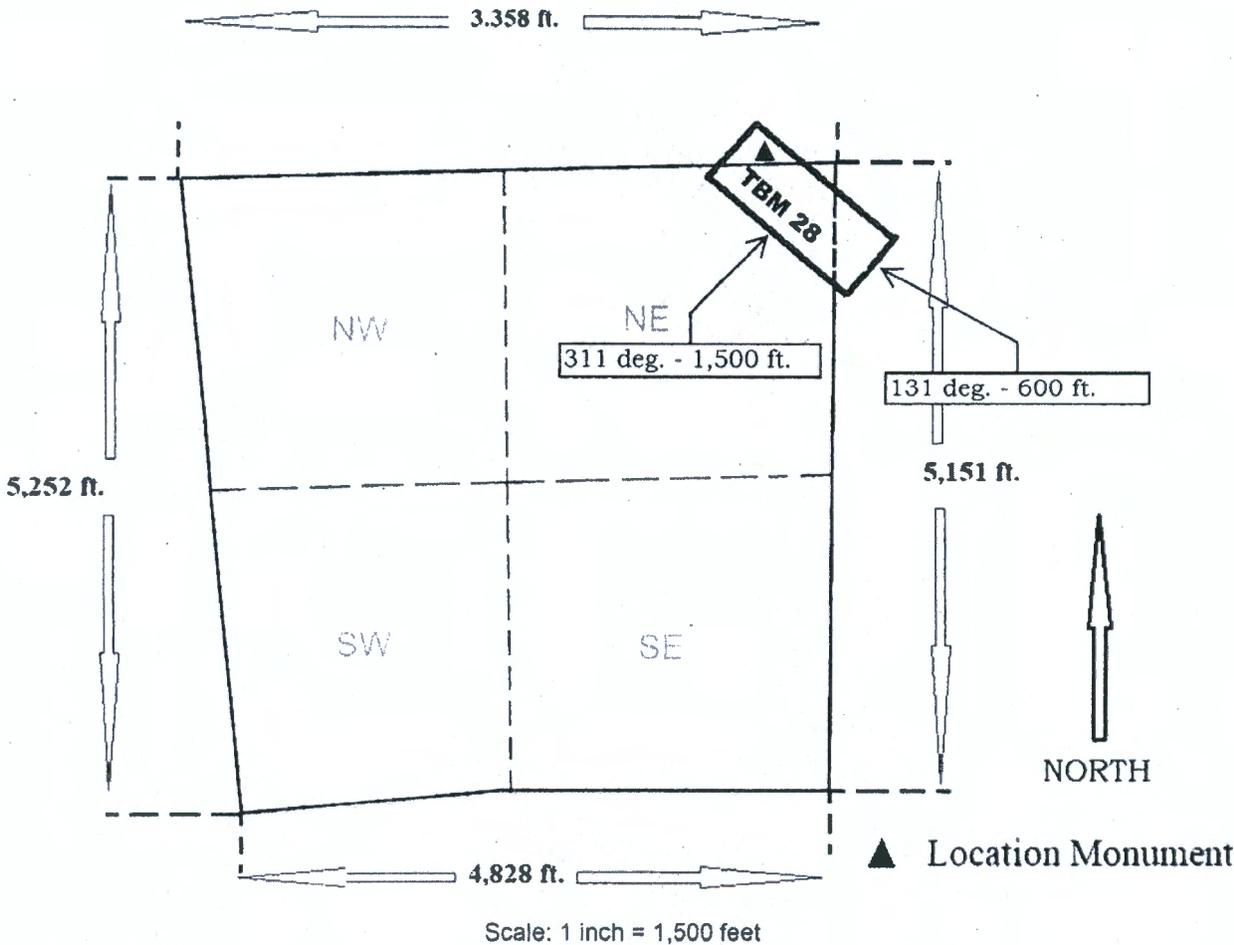 3.358 ft.
TBM 28
NW
NE
311 deg. - 1,500 ft.
131 deg. - 600 ft.
5,252 ft.
5,151 ft.
SW
SE
NORTH
Location Monument
4,828 ft.
Scale: 1 inch = 1,500 feet